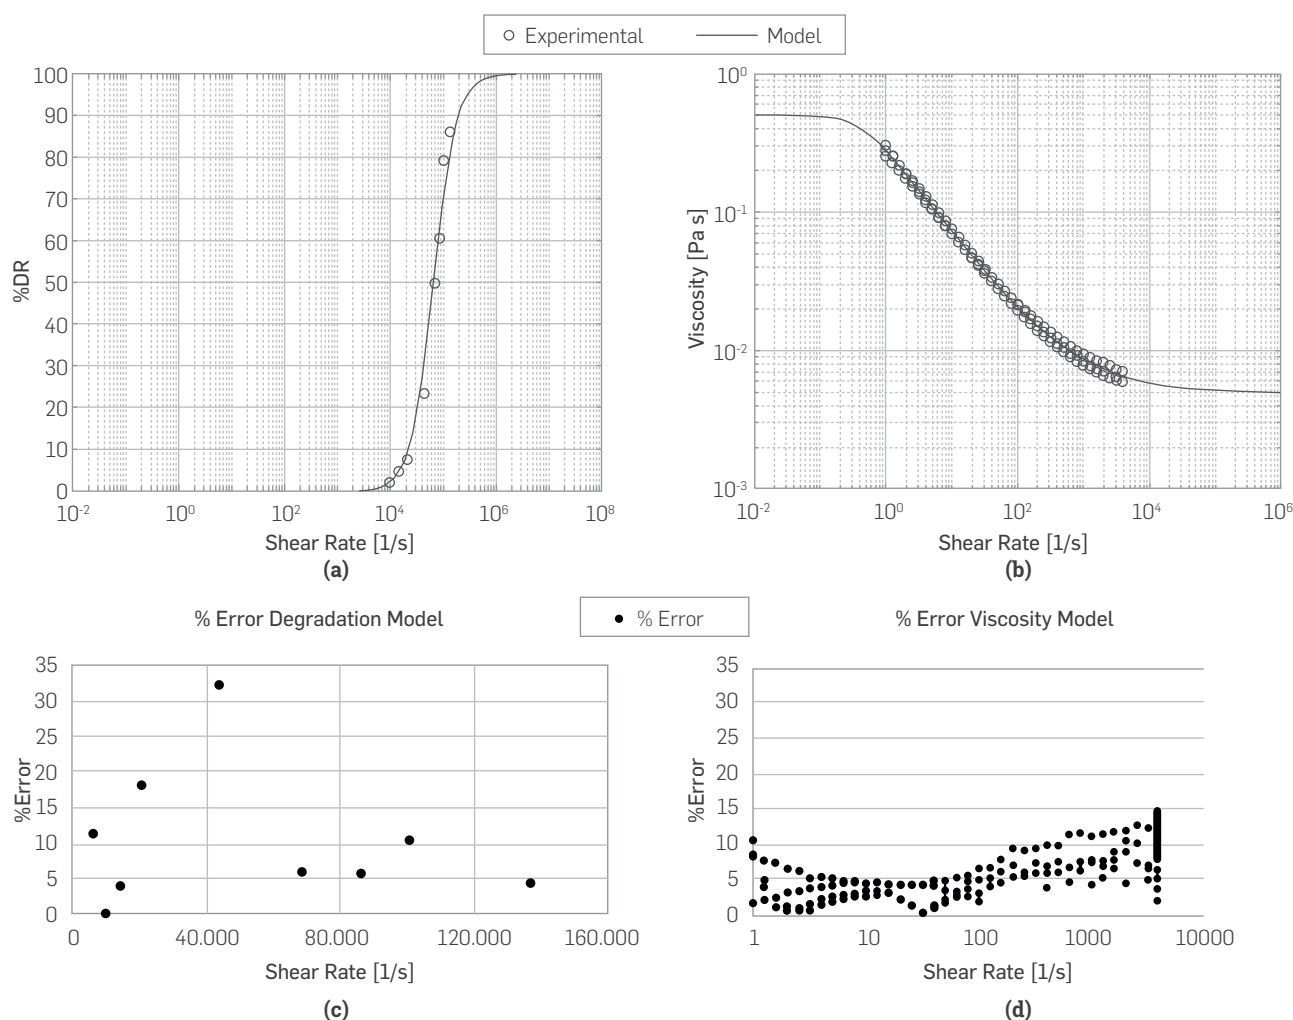 Experimental Model
100
90
80
70
60
50
40
30
20
10
0
%DR
10-2 100 102 104 106 108
Shear Rate [1/s]
(a)
100
10-1
10-2
10-3
Viscosity [Pa s]
10-2 100 102 104 106
Shear Rate [1/s]
(b)
% Error Degradation Model
% Error
% Error Viscosity Model
35
30
25
20
15
10
5
0
%Error
0 40.000 80.000 120.000 160.000
Shear Rate [1/s]
(c)
35
30
25
20
15
10
5
0
%Error
1 10 100 1000 10000
Shear Rate [1/s]
(d)